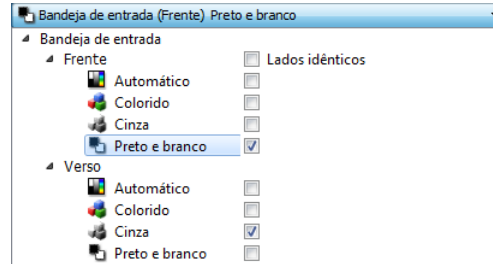 Bandeja de entrada (Frente) Preto e branco
Bandeja de entrada
Frente Lados idênticos
Automático
Colorido
Cinza
Preto e branco
Verso
Automático
Colorido
Cinza
Preto e branco